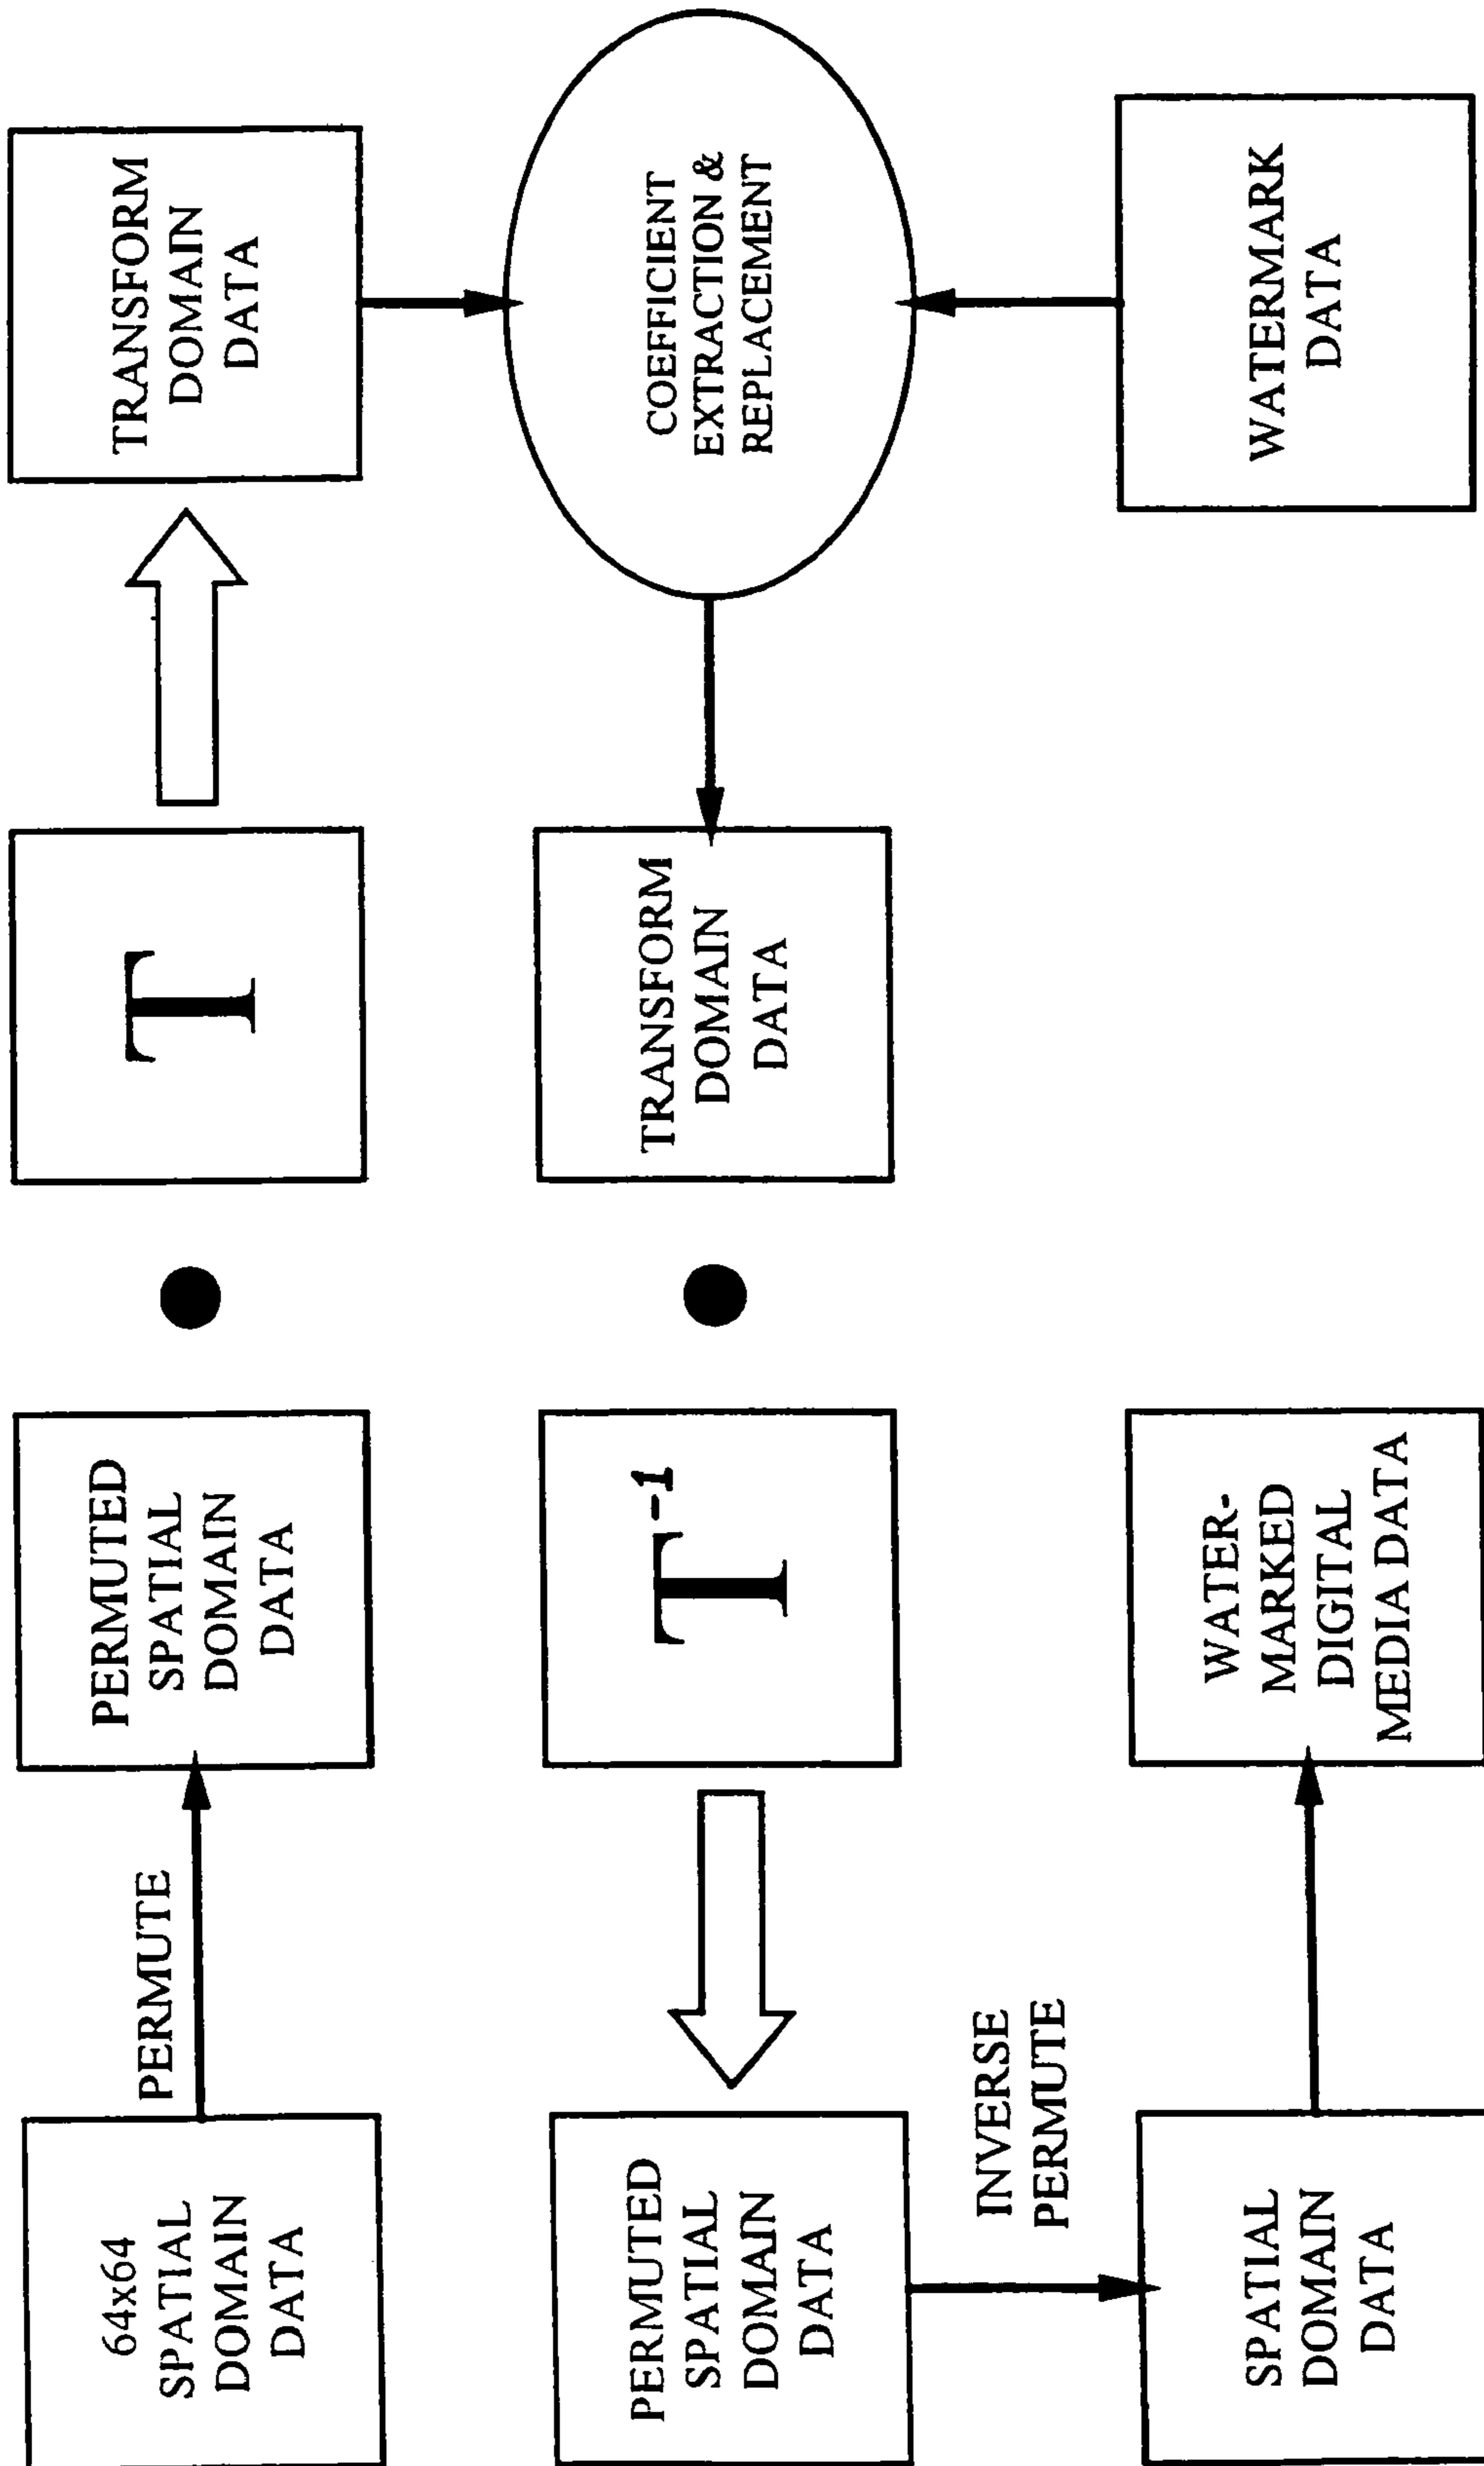 64x64
SPATIAL
DOMAIN
DATA
PERMUTE
PERMUTED
SPATIAL
DOMAIN
DATA
T
TRANSFORM
DOMAIN
DATA
PERMUTED
SPATIAL
DOMAIN
DATA
T⁻¹
TRANSFORM
DOMAIN
DATA
COEFFICIENT
EXTRACTION &
REPLACEMENT
INVERSE
PERMUTE
SPATIAL
DOMAIN
DATA
WATER-
MARKED
DIGITAL
MEDIA DATA
WATERMARK
DATA